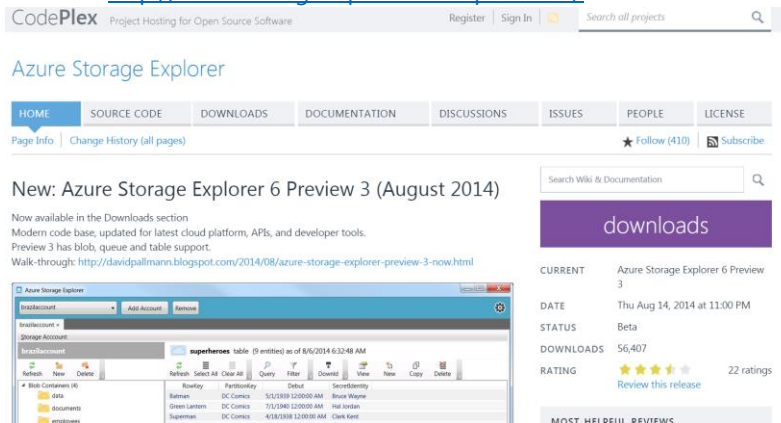 CodePlex Project Hosting for Open Source Software
Register Sign In
Search all projects
Azure Storage Explorer
HOME SOURCE CODE DOWNLOADS DOCUMENTATION DISCUSSIONS ISSUES PEOPLE LICENSE
Page Info Change History (all pages)
Follow (410) Subscribe
New: Azure Storage Explorer 6 Preview 3 (August 2014)
Now available in the Downloads section
Modern code base, updated for latest cloud platform, APIs, and developer tools.
Preview 3 has blob, queue and table support.
Walk-through: http://davidpallmann.blogspot.com/2014/08/azure-storage-explorer-preview-3-now.html
Azure Storage Explorer
brazilaccount Add Account Remove
brazilaccount ×
Storage Account
brazilaccount
superheroes table (9 entities) as of 8/6/2014 6:32:48 AM
Refresh New Delete
Refresh Select All Clear All Query Filter Downld View New Copy Delete
Blob Containers (4)
data
documents
employees
RowKey PartitionKey Debut SecretIdentity
Batman DC Comics 5/1/1939 12:00:00 AM Bruce Wayne
Green Lantern DC Comics 7/1/1940 12:00:00 AM Hal Jordan
Superman DC Comics 4/18/1938 12:00:00 AM Clark Kent
Search Wiki & Documentation
downloads
CURRENT Azure Storage Explorer 6 Preview
3
DATE Thu Aug 14, 2014 at 11:00 PM
STATUS Beta
DOWNLOADS 56,407
RATING 22 ratings
Review this release
MOST HELPFUL REVIEWS